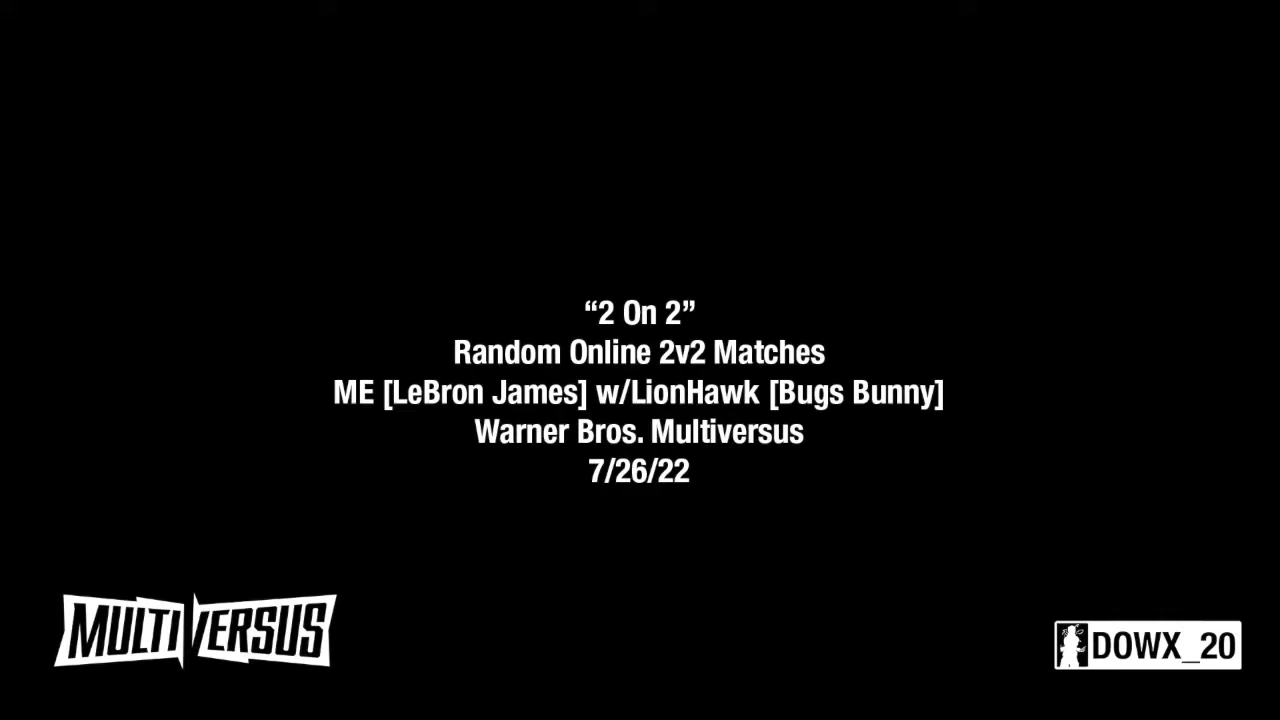 “2 On 2”
Random Online 2v2 Matches
ME [LeBron James] w/LionHawk [Bugs Bunny]
Warner Bros. Multiversus
7/26/22
MULTIVERSUS
DOWX_20